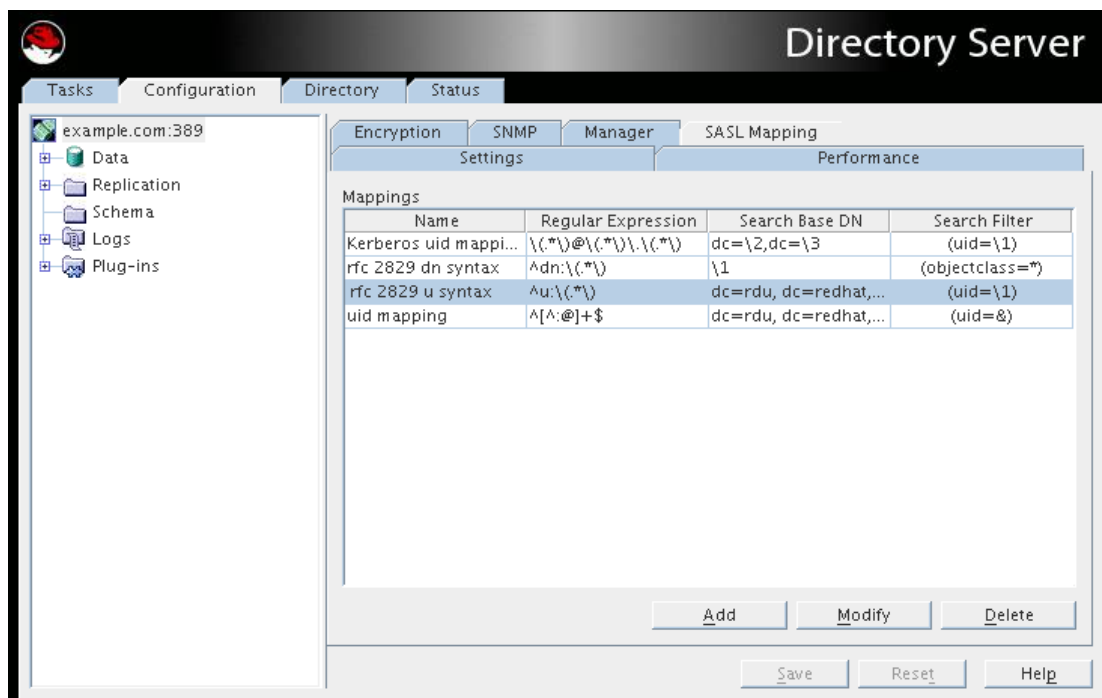 Directory Server
Tasks Configuration Directory Status
example.com:389
Data
Replication
Schema
Logs
Plug-ins
Encryption SNMP Manager SASL Mapping
Settings Performance
Mappings
Name Regular Expression Search Base DN Search Filter
Kerberos uid mappi... \(.*\)@\(.*\)\.\(.*\) dc=\2,dc=\3 (uid=\1)
rfc 2829 dn syntax ^dn:\(.*\) \1 (objectclass=*)
rfc 2829 u syntax ^u:\(.*\) dc=rdu, dc=redhat,... (uid=\1)
uid mapping ^[^:@]+$ dc=rdu, dc=redhat,... (uid=&)
Add Modify Delete
Save Reset Help